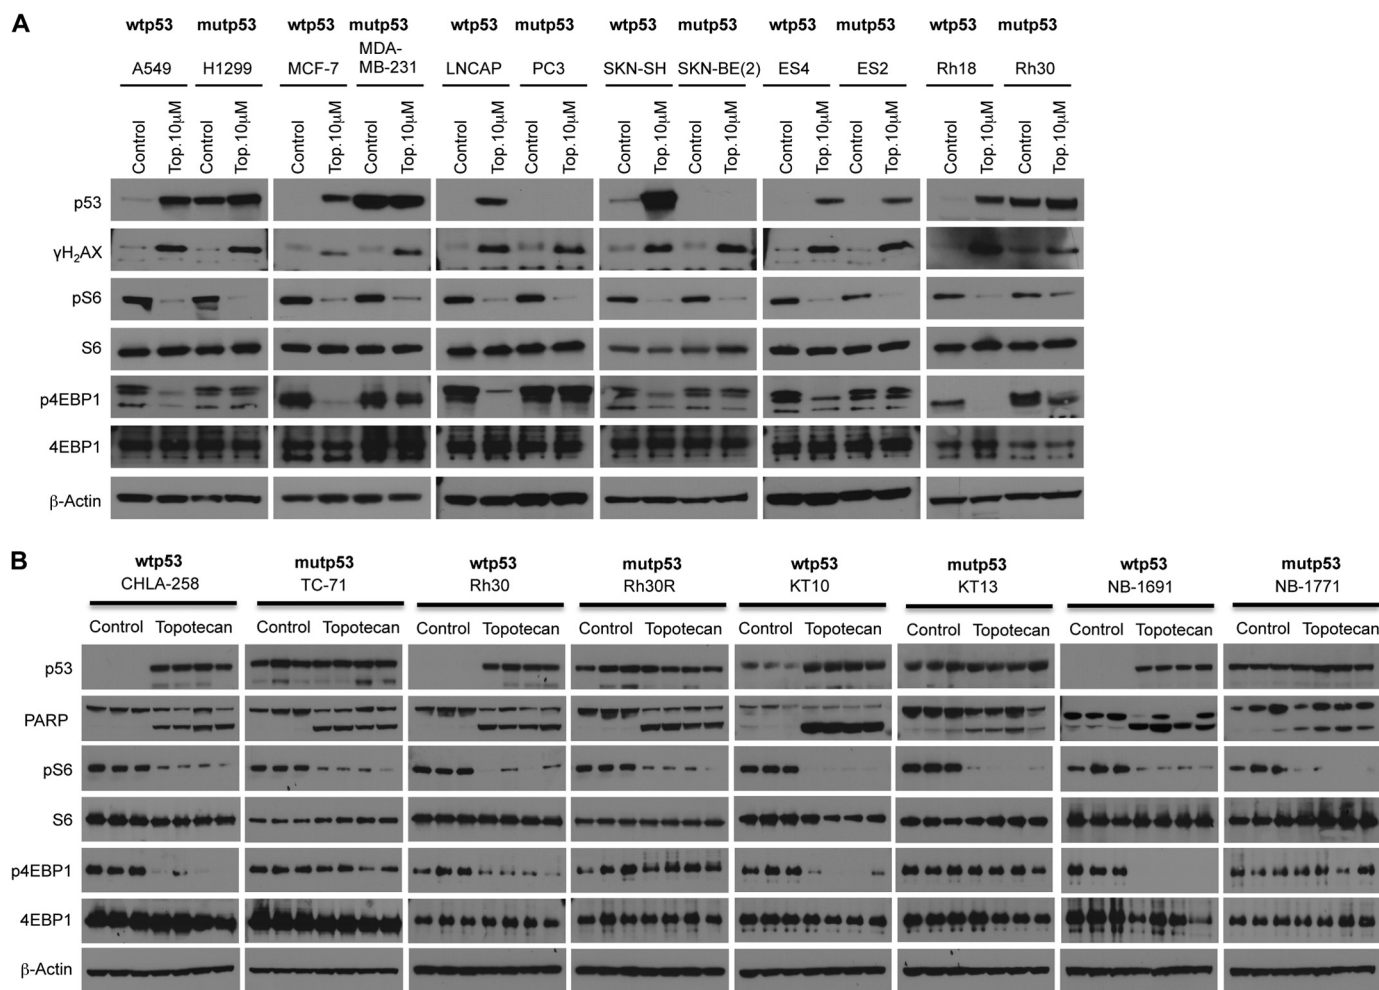 A
wtp53 mutp53 wtp53 mutp53 wtp53 mutp53 wtp53 mutp53 wtp53 mutp53 wtp53 mutp53
A549 H1299 MCF-7 MDA-MB-231 LNCAP PC3 SKN-SH SKN-BE(2) ES4 ES2 Rh18 Rh30
Control Top.10μM Control Top.10μM Control Top.10μM Control Top.10μM Control Top.10μM Control Top.10μM Control Top.10μM Control Top.10μM Control Top.10μM Control Top.10μM Control Top.10μM Control Top.10μM
p53
γH₂AX
pS6
S6
p4EBP1
4EBP1
β-Actin
B
wtp53 mutp53 wtp53 mutp53 wtp53 mutp53 wtp53 mutp53
CHLA-258 TC-71 Rh30 Rh30R KT10 KT13 NB-1691 NB-1771
Control Topotecan Control Topotecan Control Topotecan Control Topotecan Control Topotecan Control Topotecan Control Topotecan Control Topotecan
p53
PARP
pS6
S6
p4EBP1
4EBP1
β-Actin